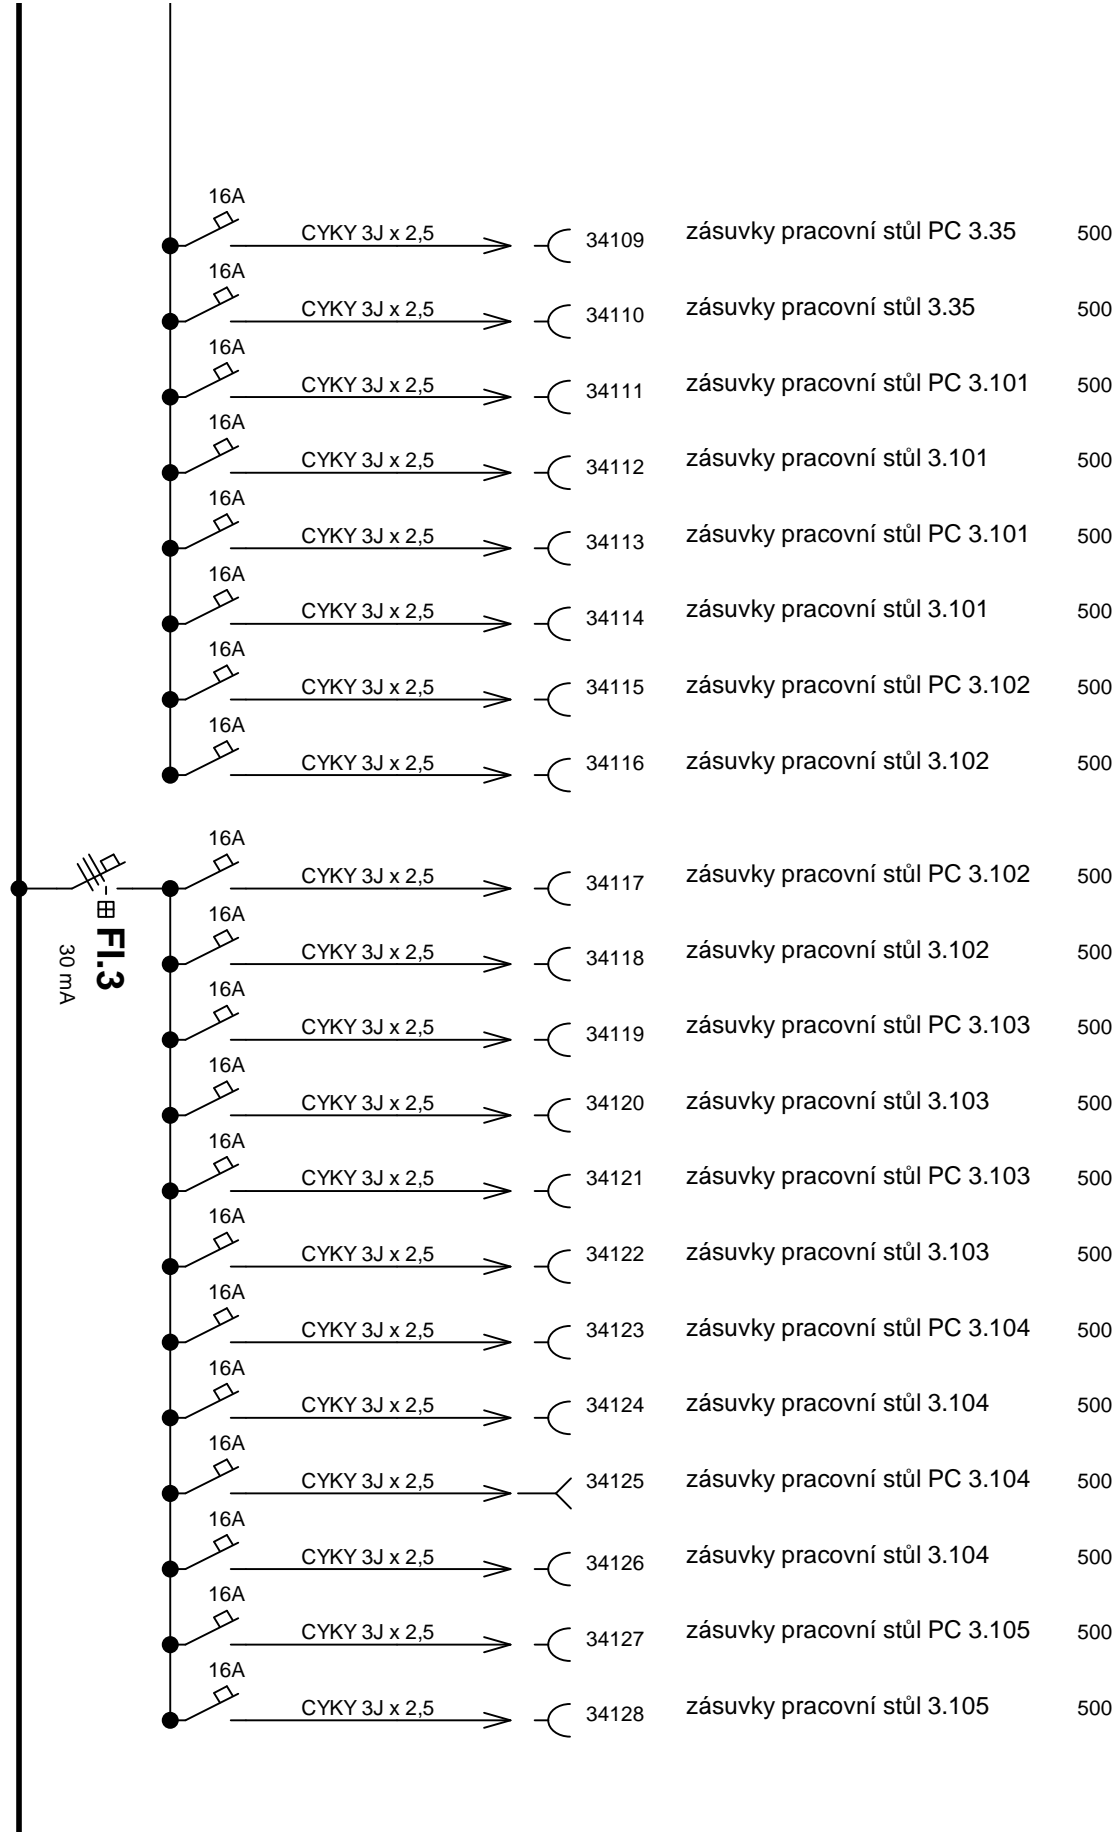 16A
CYKY 3J x 2,5 34109 zásuvky pracovní stůl PC 3.35 500
16A
CYKY 3J x 2,5 34110 zásuvky pracovní stůl 3.35 500
16A
CYKY 3J x 2,5 34111 zásuvky pracovní stůl PC 3.101 500
16A
CYKY 3J x 2,5 34112 zásuvky pracovní stůl 3.101 500
16A
CYKY 3J x 2,5 34113 zásuvky pracovní stůl PC 3.101 500
16A
CYKY 3J x 2,5 34114 zásuvky pracovní stůl 3.101 500
16A
CYKY 3J x 2,5 34115 zásuvky pracovní stůl PC 3.102 500
16A
CYKY 3J x 2,5 34116 zásuvky pracovní stůl 3.102 500
16A
CYKY 3J x 2,5 34117 zásuvky pracovní stůl PC 3.102 500
FI.3
30 mA
16A
CYKY 3J x 2,5 34118 zásuvky pracovní stůl 3.102 500
16A
CYKY 3J x 2,5 34119 zásuvky pracovní stůl PC 3.103 500
16A
CYKY 3J x 2,5 34120 zásuvky pracovní stůl 3.103 500
16A
CYKY 3J x 2,5 34121 zásuvky pracovní stůl PC 3.103 500
16A
CYKY 3J x 2,5 34122 zásuvky pracovní stůl 3.103 500
16A
CYKY 3J x 2,5 34123 zásuvky pracovní stůl PC 3.104 500
16A
CYKY 3J x 2,5 34124 zásuvky pracovní stůl 3.104 500
16A
CYKY 3J x 2,5 34125 zásuvky pracovní stůl PC 3.104 500
16A
CYKY 3J x 2,5 34126 zásuvky pracovní stůl 3.104 500
16A
CYKY 3J x 2,5 34127 zásuvky pracovní stůl PC 3.105 500
16A
CYKY 3J x 2,5 34128 zásuvky pracovní stůl 3.105 500